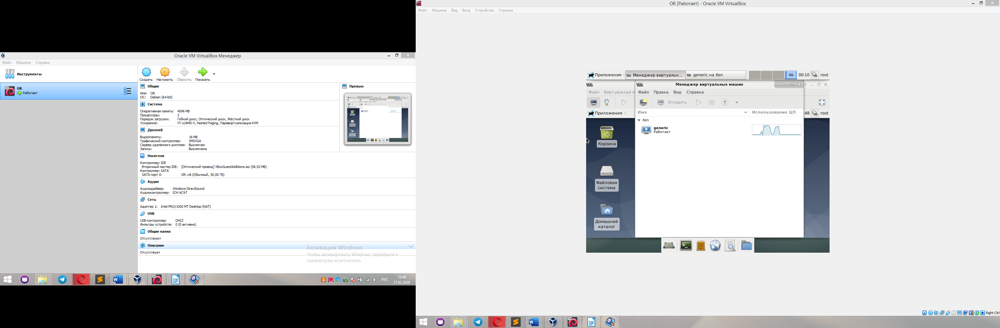 Oracle VM VirtualBox Менеджер
Файл Машина Справка
Инструменты
Создать Настроить Сбросить Показать
64
OR
Работает
Общие
Имя: OR
ОС: Debian (64-bit)
Превью
Система
Оперативная память: 4096 МБ
Процессоры: 2
Порядок загрузки: Гибкий диск, Оптический диск, Жёсткий диск
Ускорение: VT-x/AMD-V, Nested Paging, Паравиртуализация KVM
Дисплей
Видеопамять: 16 МБ
Графический контроллер: VMSVGA
Сервер удалённого дисплея: Выключен
Запись: Выключена
Носители
Контроллер: IDE
Вторичный мастер IDE: [Оптический привод] VBoxGuestAdditions.iso (56,92 МБ)
Контроллер: SATA
SATA порт 0: OR.vdi (Обычный, 30,00 ГБ)
Аудио
Аудиодрайвер: Windows DirectSound
Аудиоконтроллер: ICH AC97
Сеть
Адаптер 1: Intel PRO/1000 MT Desktop (NAT)
USB
USB-контроллер: OHCI
Фильтры устройств: 0 (0 активно)
Общие папки
Отсутствуют
Описание
Отсутствует
Активация Windows
Чтобы активировать Windows, перейдите к
параметрам компьютера.
РУС
12:49
27.02.2020
OR [Работает] - Oracle VM VirtualBox
Файл Машина Вид Ввод Устройства Справка
Приложения Менеджер виртуальн... generic на Xen 00:10 root
Менеджер виртуальных машин
Файл Виртуальная м
Файл Правка Вид Справка
Открыть
Приложения :48 root
Имя Использование ЦП
Xen
generic
Работает
Корзина
Файловая
система
Домашний
каталог
Right Ctrl